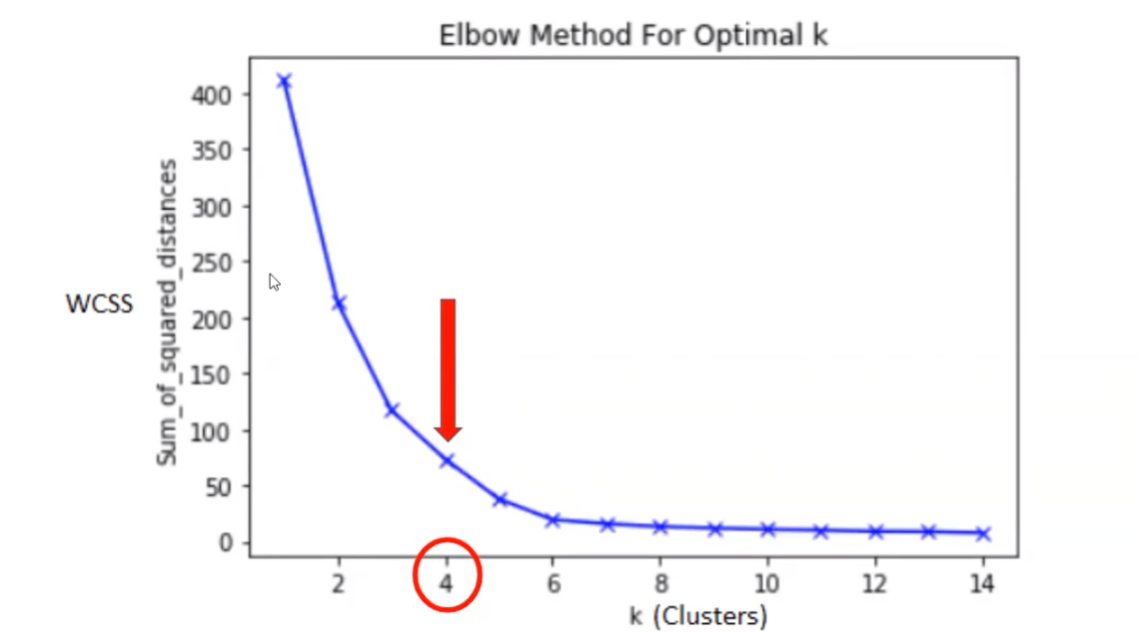 Elbow Method For Optimal k
400
350
300
250
200
150
100
50
0
Sum_of_squared_distances
WCSS
2 4 6 8 10 12 14
k (Clusters)